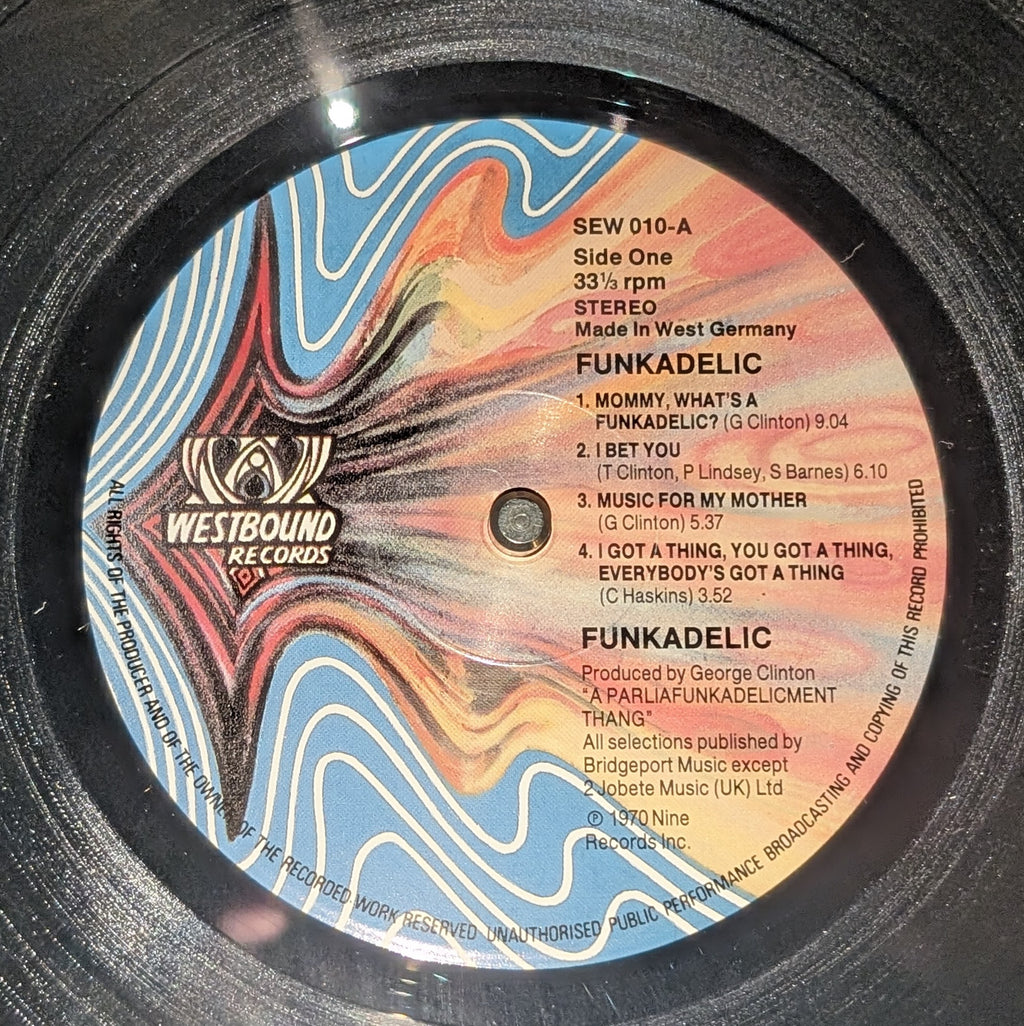 SEW 010-A
Side One
33⅓ rpm
STEREO
Made In West Germany
FUNKADELIC
1. MOMMY, WHAT'S A
FUNKADELIC? (G Clinton) 9.04
2. I BET YOU
(T Clinton, P Lindsey, S Barnes) 6.10
3. MUSIC FOR MY MOTHER
(G Clinton) 5.37
4. I GOT A THING, YOU GOT A THING,
EVERYBODY'S GOT A THING
(C Haskins) 3.52
FUNKADELIC
Produced by George Clinton
"A PARLIAFUNKADELICMENT
THANG"
All selections published by
Bridgeport Music except
2 Jobete Music (UK) Ltd
℗ 1970 Nine
Records Inc.
WESTBOUND
RECORDS
ALL RIGHTS OF THE PRODUCER AND OF THE OWNER OF THE RECORDED WORK RESERVED UNAUTHORISED PUBLIC PERFORMANCE BROADCASTING AND COPYING OF THIS RECORD PROHIBITED